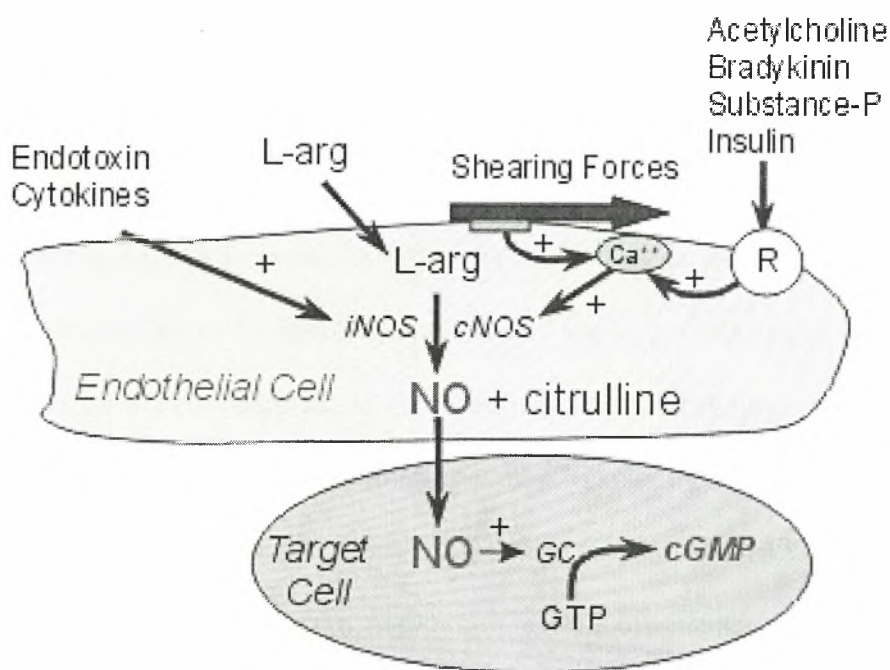 Acetylcholine
Bradykinin
Substance-P
Insulin
Endotoxin
Cytokines
L-arg
Shearing Forces
+
L-arg
+
Ca++
+
R
iNOS
cNOS
+
Endothelial Cell
NO + citrulline
Target
Cell
NO
+
GC
cGMP
GTP